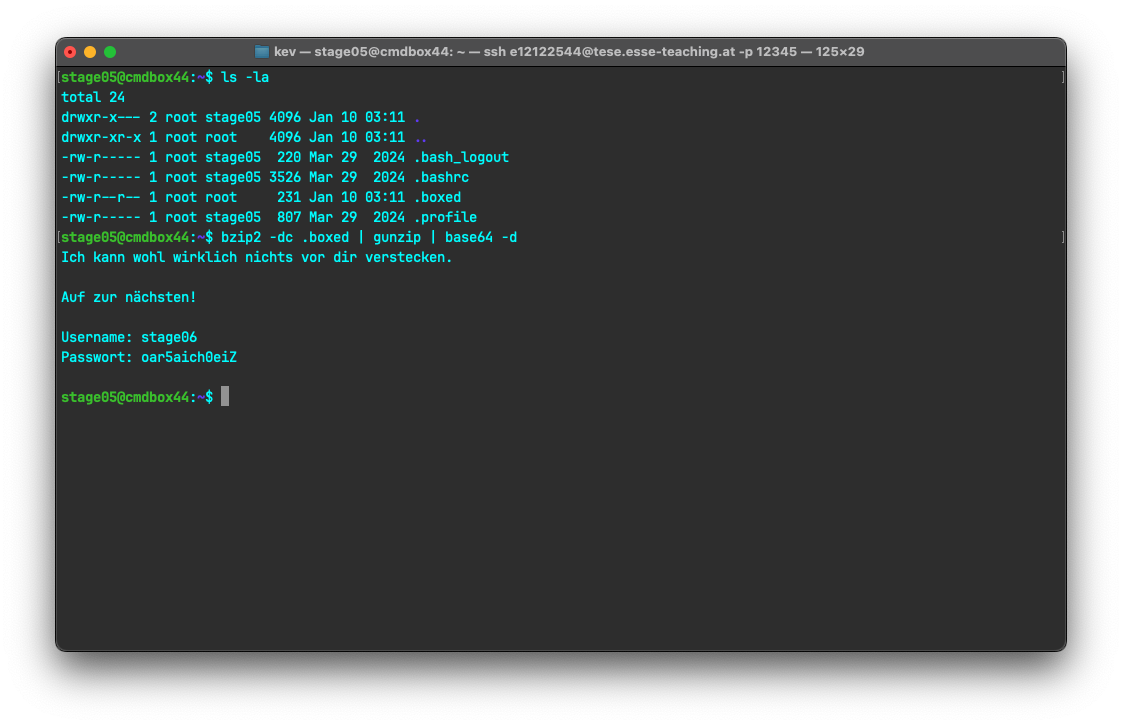 kev — stage05@cmdbox44: ~ — ssh e12122544@tese.esse-teaching.at -p 12345 — 125×29
[stage05@cmdbox44:~$ ls -la ]
total 24
drwxr-x--- 2 root stage05 4096 Jan 10 03:11 .
drwxr-xr-x 1 root root    4096 Jan 10 03:11 ..
-rw-r----- 1 root stage05  220 Mar 29  2024 .bash_logout
-rw-r----- 1 root stage05 3526 Mar 29  2024 .bashrc
-rw-r--r-- 1 root root     231 Jan 10 03:11 .boxed
-rw-r----- 1 root stage05  807 Mar 29  2024 .profile
[stage05@cmdbox44:~$ bzip2 -dc .boxed | gunzip | base64 -d ]
Ich kann wohl wirklich nichts vor dir verstecken.
Auf zur nächsten!
Username: stage06
Passwort: oar5aich0eiZ
stage05@cmdbox44:~$